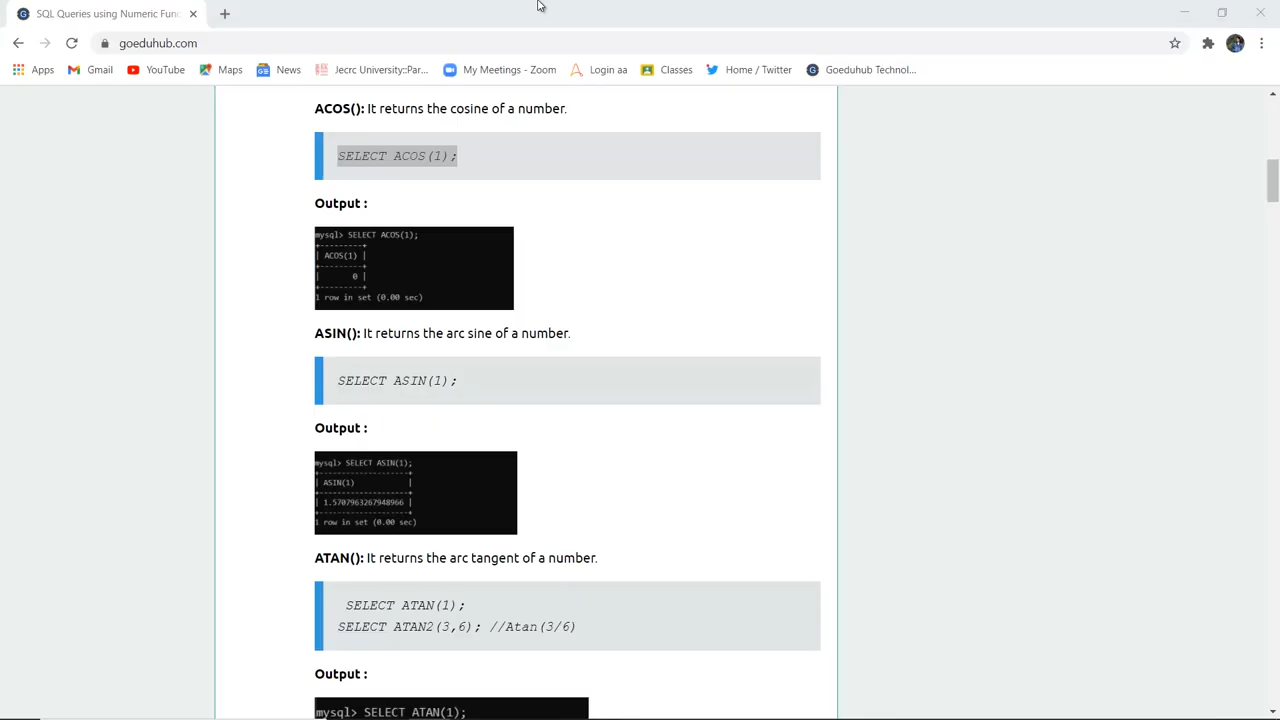 SQL Queries using Numeric Func
goeduhub.com
Apps
Gmail
YouTube
Maps
News
Jecrc University::Par...
My Meetings - Zoom
Login aa
Classes
Home / Twitter
Goeduhub Technol...
ACOS(): It returns the cosine of a number.
SELECT ACOS(1);
Output :
mysql> SELECT ACOS(1);
+---------+
| ACOS(1) |
+---------+
| 0 |
+---------+
1 row in set (0.00 sec)
ASIN(): It returns the arc sine of a number.
SELECT ASIN(1);
Output :
mysql> SELECT ASIN(1);
+--------------------+
| ASIN(1) |
+--------------------+
| 1.5707963267948966 |
+--------------------+
1 row in set (0.00 sec)
ATAN(): It returns the arc tangent of a number.
SELECT ATAN(1);
SELECT ATAN2(3,6); //Atan(3/6)
Output :
mysql> SELECT ATAN(1);